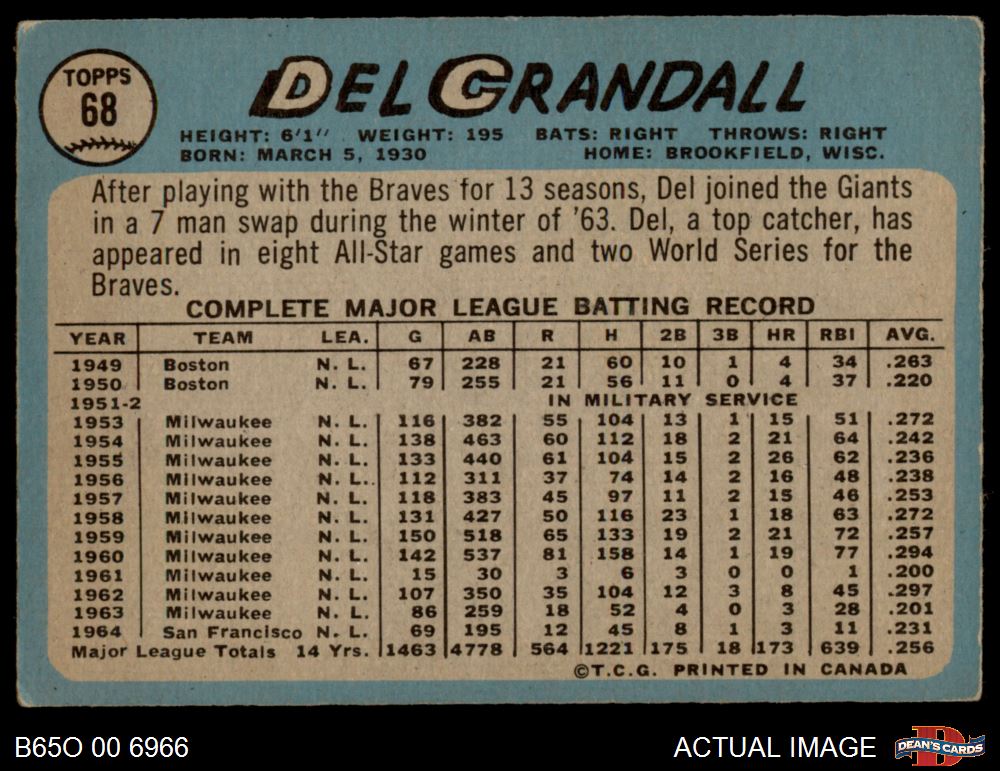 TOPPS
68
DEL CRANDALL
HEIGHT: 6'1" WEIGHT: 195 BATS: RIGHT THROWS: RIGHT
BORN: MARCH 5, 1930 HOME: BROOKFIELD, WISC.
After playing with the Braves for 13 seasons, Del joined the Giants
in a 7 man swap during the winter of '63. Del, a top catcher, has
appeared in eight All-Star games and two World Series for the
Braves.
COMPLETE MAJOR LEAGUE BATTING RECORD
YEAR TEAM LEA. G AB R H 2B 3B HR RBI AVG.
1949 Boston N. L. 67 228 21 60 10 1 4 34 .263
1950 Boston N. L. 79 255 21 56 11 0 4 37 .220
1951-2 IN MILITARY SERVICE
1953 Milwaukee N. L. 116 382 55 104 13 1 15 51 .272
1954 Milwaukee N. L. 138 463 60 112 18 2 21 64 .242
1955 Milwaukee N. L. 133 440 61 104 15 2 26 62 .236
1956 Milwaukee N. L. 112 311 37 74 14 2 16 48 .238
1957 Milwaukee N. L. 118 383 45 97 11 2 15 46 .253
1958 Milwaukee N. L. 131 427 50 116 23 1 18 63 .272
1959 Milwaukee N. L. 150 518 65 133 19 2 21 72 .257
1960 Milwaukee N. L. 142 537 81 158 14 1 19 77 .294
1961 Milwaukee N. L. 15 30 3 6 3 0 0 1 .200
1962 Milwaukee N. L. 107 350 35 104 12 3 8 45 .297
1963 Milwaukee N. L. 86 259 18 52 4 0 3 28 .201
1964 San Francisco N. L. 69 195 12 45 8 1 3 11 .231
Major League Totals 14 Yrs. 1463 4778 564 1221 175 18 173 639 .256
©T.C.G. PRINTED IN CANADA
B65O 00 6966
ACTUAL IMAGE
D
DEAN'S CARDS